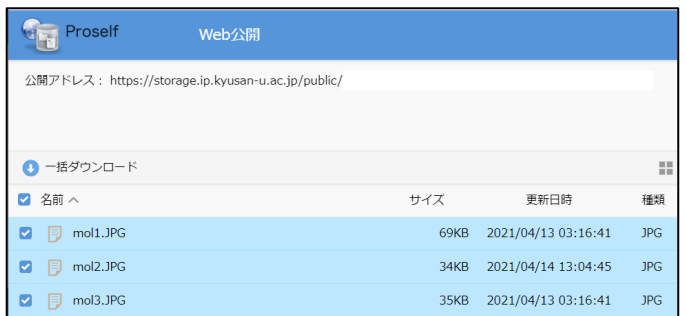 Proself Web公開
公開アドレス： https://storage.ip.kyusan-u.ac.jp/public/
一括ダウンロード
名前 サイズ 更新日時 種類
mol1.JPG 69KB 2021/04/13 03:16:41 JPG
mol2.JPG 34KB 2021/04/14 13:04:45 JPG
mol3.JPG 35KB 2021/04/13 03:16:41 JPG